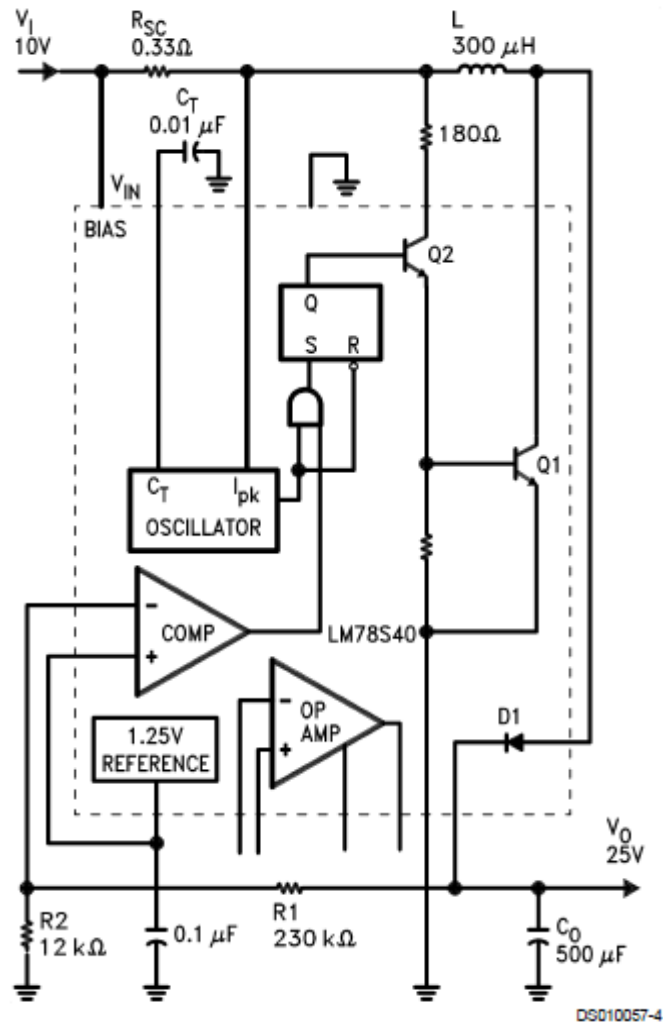 V_I
10V
R_SC
0.33Ω
L
300 μH
C_T
0.01 μF
180Ω
V_IN
BIAS
Q2
Q
S R
Q1
C_T I_pk
OSCILLATOR
-
COMP
+
LM78S40
-
OP
AMP
+
D1
1.25V
REFERENCE
V_O
25V
R2
12 kΩ
0.1 μF
R1
230 kΩ
C_O
500 μF
DS010057-4